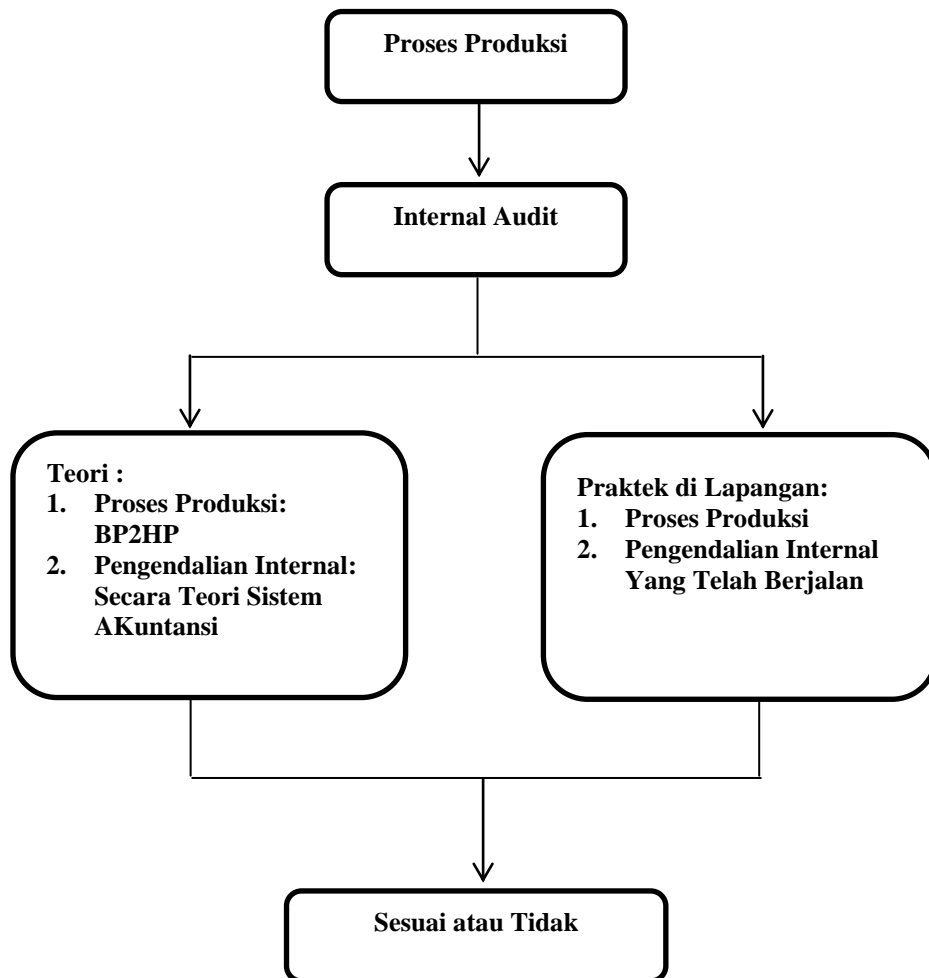 Proses Produksi
Internal Audit
Teori :
1. Proses Produksi:
BP2HP
2. Pengendalian Internal:
Secara Teori Sistem
AKuntansi
Praktek di Lapangan:
1. Proses Produksi
2. Pengendalian Internal
Yang Telah Berjalan
Sesuai atau Tidak